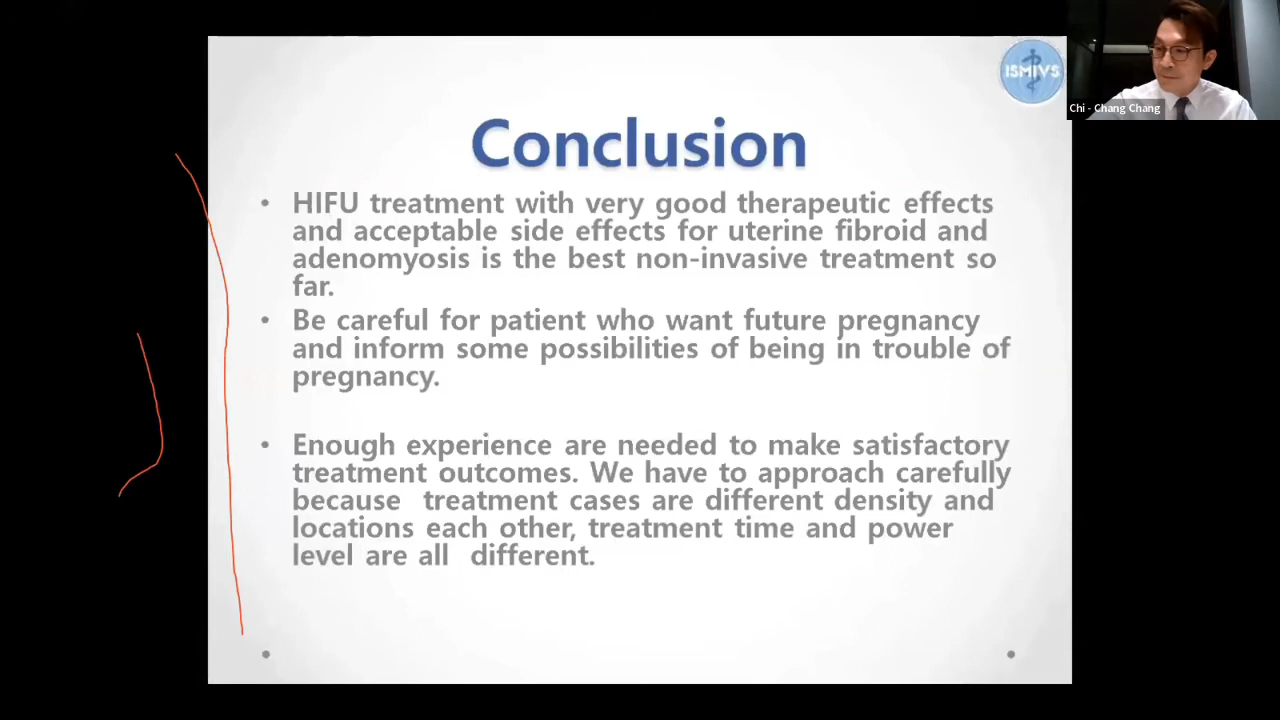 ISMIVS
Chi - Chang Chang
Conclusion
• HIFU treatment with very good therapeutic effects
and acceptable side effects for uterine fibroid and
adenomyosis is the best non-invasive treatment so
far.
• Be careful for patient who want future pregnancy
and inform some possibilities of being in trouble of
pregnancy.
• Enough experience are needed to make satisfactory
treatment outcomes. We have to approach carefully
because  treatment cases are different density and
locations each other, treatment time and power
level are all  different.